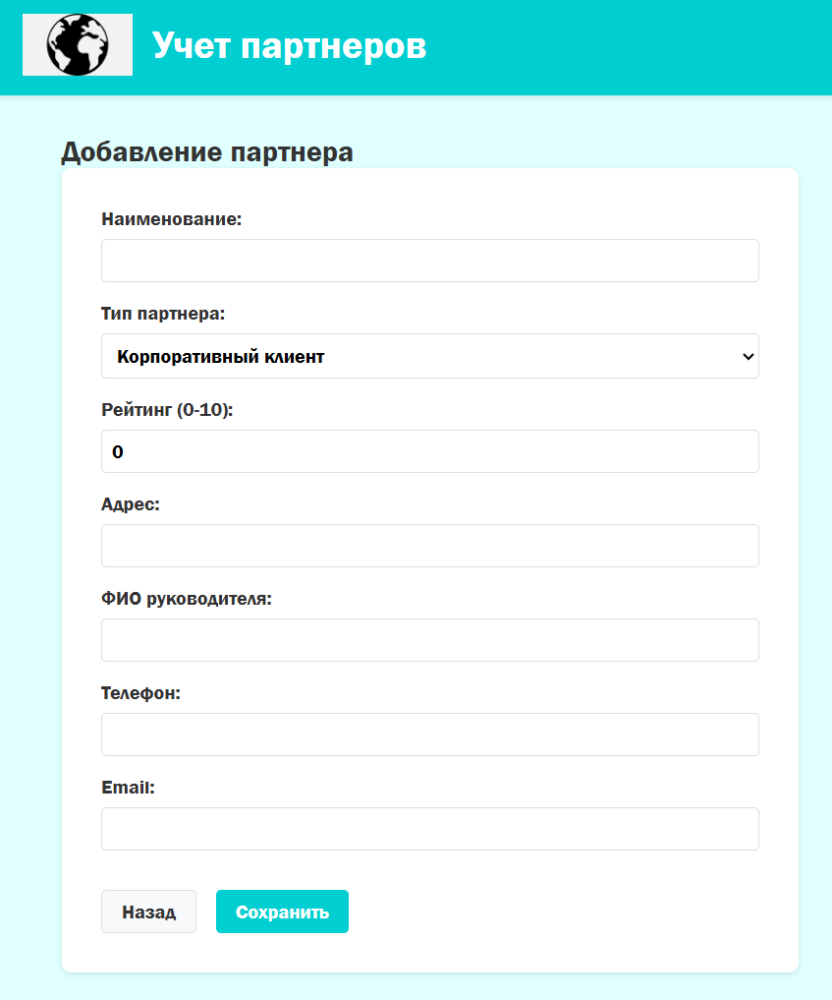 Учет партнеров
Добавление партнера
Наименование:
Тип партнера:
Корпоративный клиент
Рейтинг (0-10):
0
Адрес:
ФИО руководителя:
Телефон:
Email:
Назад
Сохранить